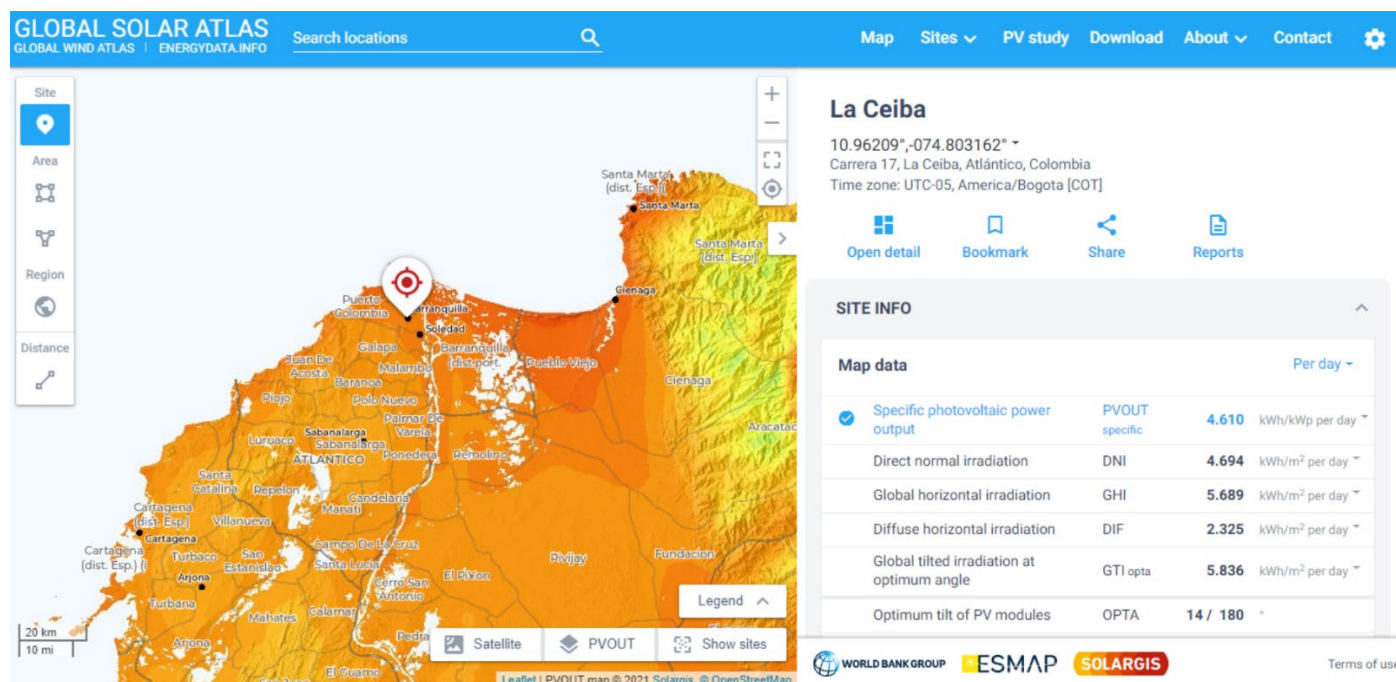 GLOBAL SOLAR ATLAS
GLOBAL WIND ATLAS | ENERGYDATA.INFO
Search locations
Map Sites PV study Download About Contact
Site
Area
Region
Distance
Santa Marta
(dist. Esp.)
Santa Marta
Santa Marta
(dist. Esp.)
Cienaga
Puerto
Colombia
Barranquilla
Soledad
Galapa
Barranquilla
(dist.port.
Juan De
Acosta
Malambo
Pueblo Viejo
Baranoa
Cienaga
Piojo
Polo Nuevo
Palmar De
Varela
Aracatac
Sabanalarga
Sabanalarga
Luruaco
ATLANTICO
Ponedera
Remolino
Santa
Catalina
Repelon
Candelaria
Manati
Cartagena
(dist. Esp.)
Villanueva
Cartagena
Campo De La Cruz
Cartagena
(dist. Esp.) (
Turbaco
San
Estanislao
Santa Lucia
Pivijay
Fundacion
Arjona
Cerro San
Antonio
El Piñon
Turbana
Mahates
Calamar
Arjona
Pedra
El Guamo
20 km
10 mi
Legend
Satellite
PVOUT
Show sites
Leaflet | PVOUT map © 2021 Solargis, © OpenStreetMap
La Ceiba
10.96209°,-074.803162°
Carrera 17, La Ceiba, Atlántico, Colombia
Time zone: UTC-05, America/Bogota [COT]
Open detail Bookmark Share Reports
SITE INFO
Map data Per day
Specific photovoltaic power output PVOUT specific 4.610 kWh/kWp per day
Direct normal irradiation DNI 4.694 kWh/m² per day
Global horizontal irradiation GHI 5.689 kWh/m² per day
Diffuse horizontal irradiation DIF 2.325 kWh/m² per day
Global tilted irradiation at optimum angle GTI opta 5.836 kWh/m² per day
Optimum tilt of PV modules OPTA 14 / 180 °
WORLD BANK GROUP ESMAP SOLARGIS Terms of use